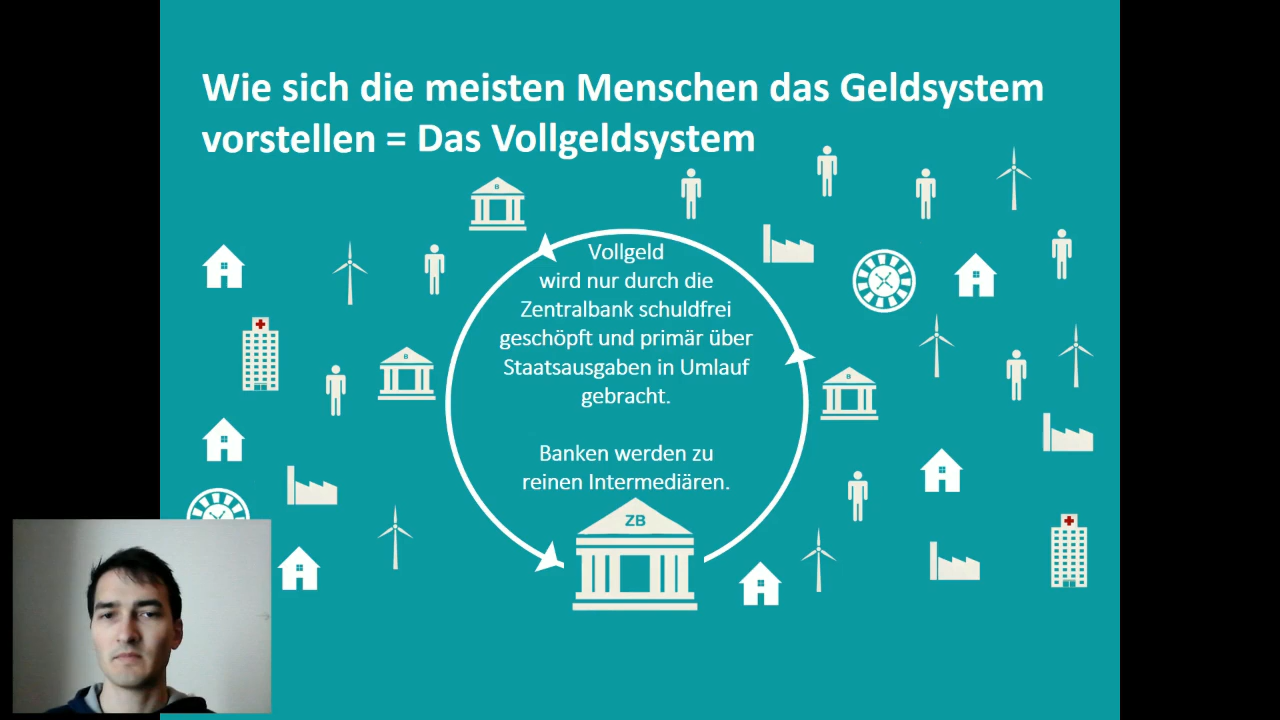 Wie sich die meisten Menschen das Geldsystem
vorstellen = Das Vollgeldsystem
B
Vollgeld
wird nur durch die
Zentralbank schuldfrei
geschöpft und primär über
Staatsausgaben in Umlauf
gebracht.
B
B
Banken werden zu
reinen Intermediären.
ZB